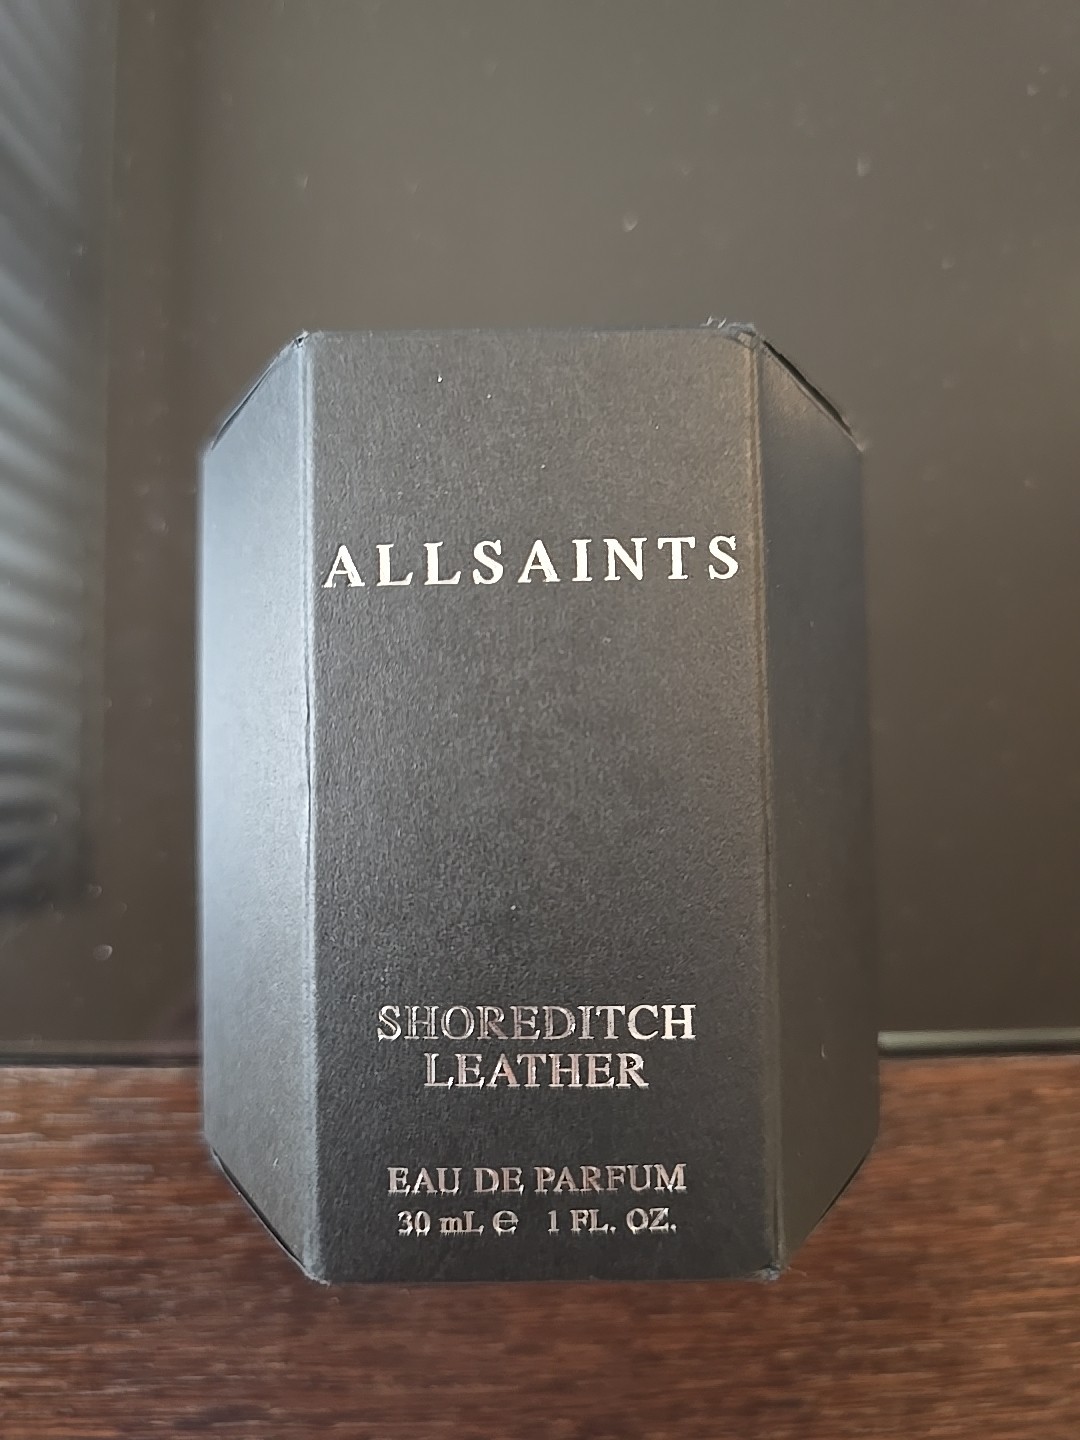 ALLSAINTS
SHOREDITCH
LEATHER
EAU DE PARFUM
30 mL ℮ 1 FL. OZ.